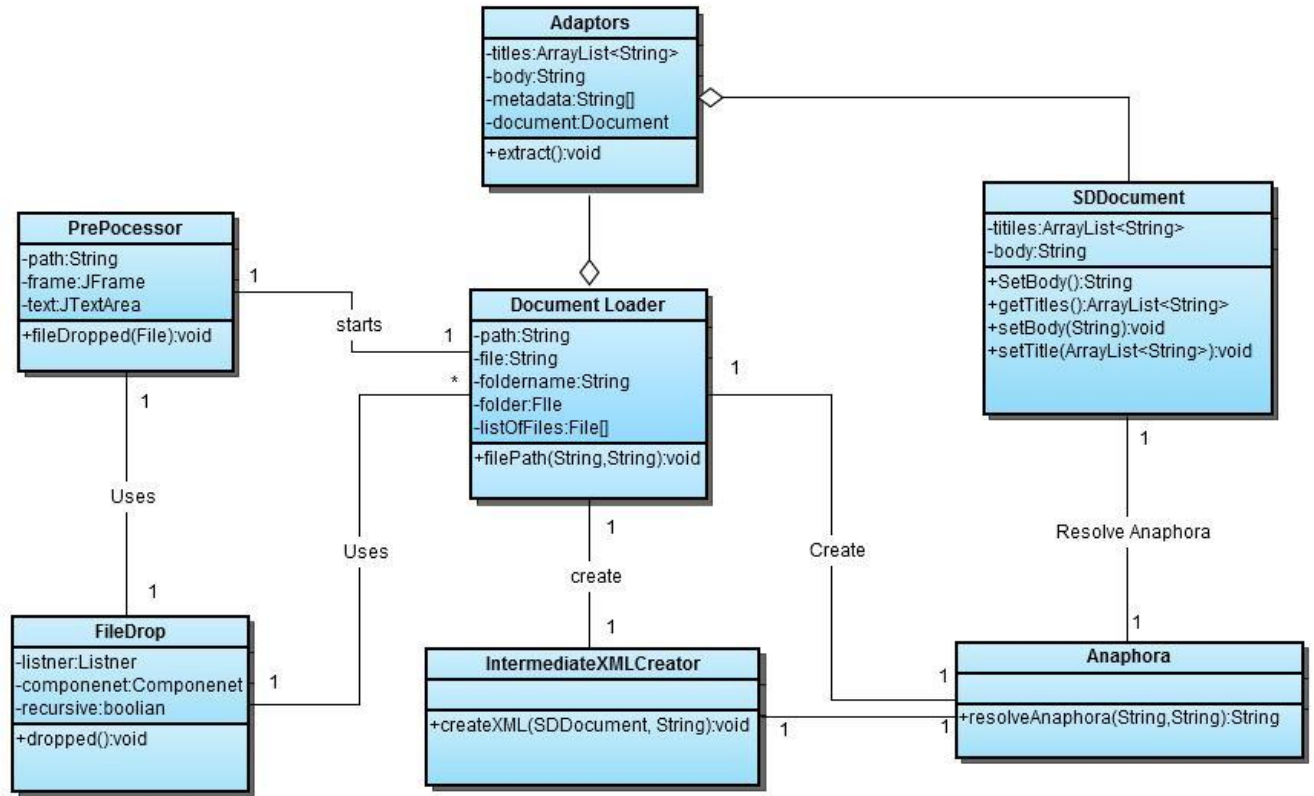 Adaptors
-titles:ArrayList<String>
-body:String
-metadata:String[]
-document:Document
+extract():void
PrePocessor
-path:String
-frame:JFrame
-text:JTextArea
+fileDropped(File):void
1
starts
1
SDDocument
-titiles:ArrayList<String>
-body:String
+SetBody():String
+getTitles():ArrayList<String>
+setBody(String):void
+setTitle(ArrayList<String>):void
Document Loader
-path:String
-file:String
-foldername:String
-folder:FIle
-listOfFiles:File[]
+filePath(String,String):void
*
1
1
1
Uses
Uses
1
create
Create
Resolve Anaphora
1
1
1
1
FileDrop
-listner:Listner
-componenet:Componenet
-recursive:boolian
+dropped():void
1
IntermediateXMLCreator
+createXML(SDDocument, String):void
1
1
1
Anaphora
+resolveAnaphora(String,String):String